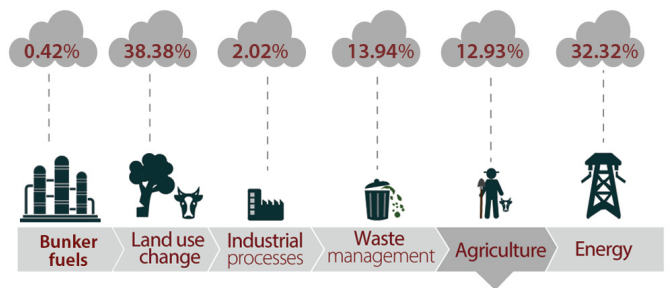 0.42% 38.38% 2.02% 13.94% 12.93% 32.32%
Bunker
fuels
Land use
change
Industrial
processes
Waste
management
Agriculture
Energy